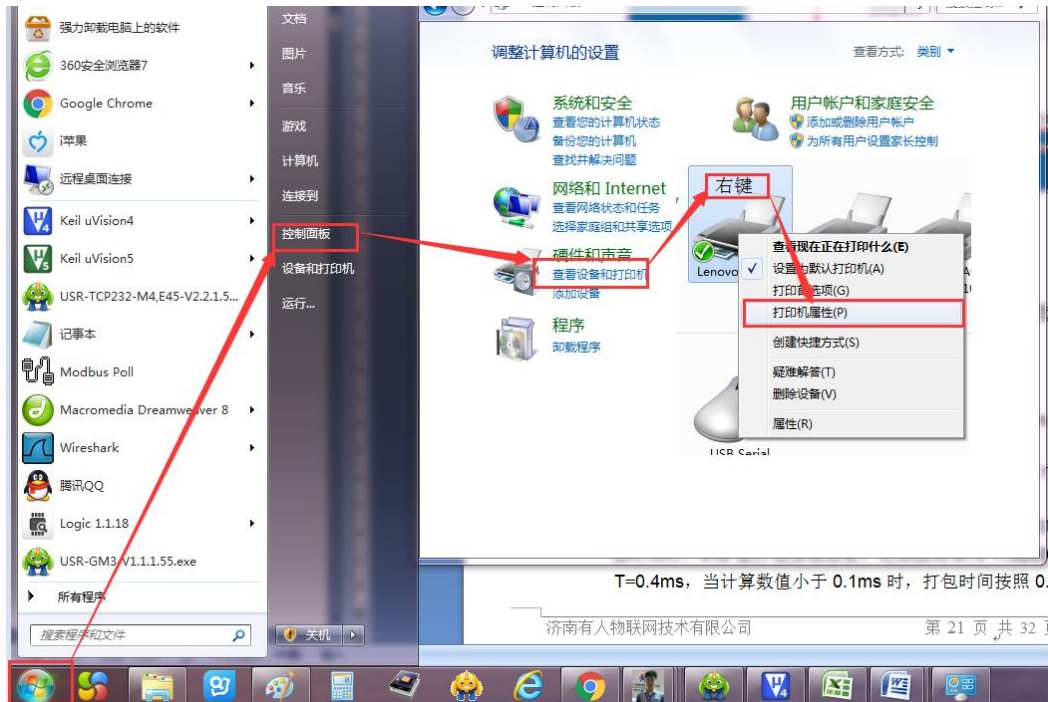 强力卸载电脑上的软件
360安全浏览器7
Google Chrome
i苹果
远程桌面连接
Keil uVision4
Keil uVision5
USR-TCP232-M4,E45-V2.2.1.5...
记事本
Modbus Poll
Macromedia Dreamweaver 8
Wireshark
腾讯QQ
Logic 1.1.18
USR-GM3-V1.1.1.55.exe
所有程序
搜索程序和文件
文档
图片
音乐
游戏
计算机
连接到
控制面板
设备和打印机
运行...
关机
调整计算机的设置
查看方式: 类别
系统和安全
查看您的计算机状态
备份您的计算机
查找并解决问题
网络和 Internet
查看网络状态和任务
选择家庭组和共享选项
硬件和声音
查看设备和打印机
添加设备
程序
卸载程序
用户帐户和家庭安全
添加或删除用户帐户
为所有用户设置家长控制
右键
Lenovo
查看现在正在打印什么(E)
设置为默认打印机(A)
打印首选项(G)
打印机属性(P)
创建快捷方式(S)
疑难解答(T)
删除设备(V)
属性(R)
USB Serial
T=0.4ms，当计算数值小于 0.1ms 时，打包时间按照 0.
济南有人物联网技术有限公司
第 21 页 共 32